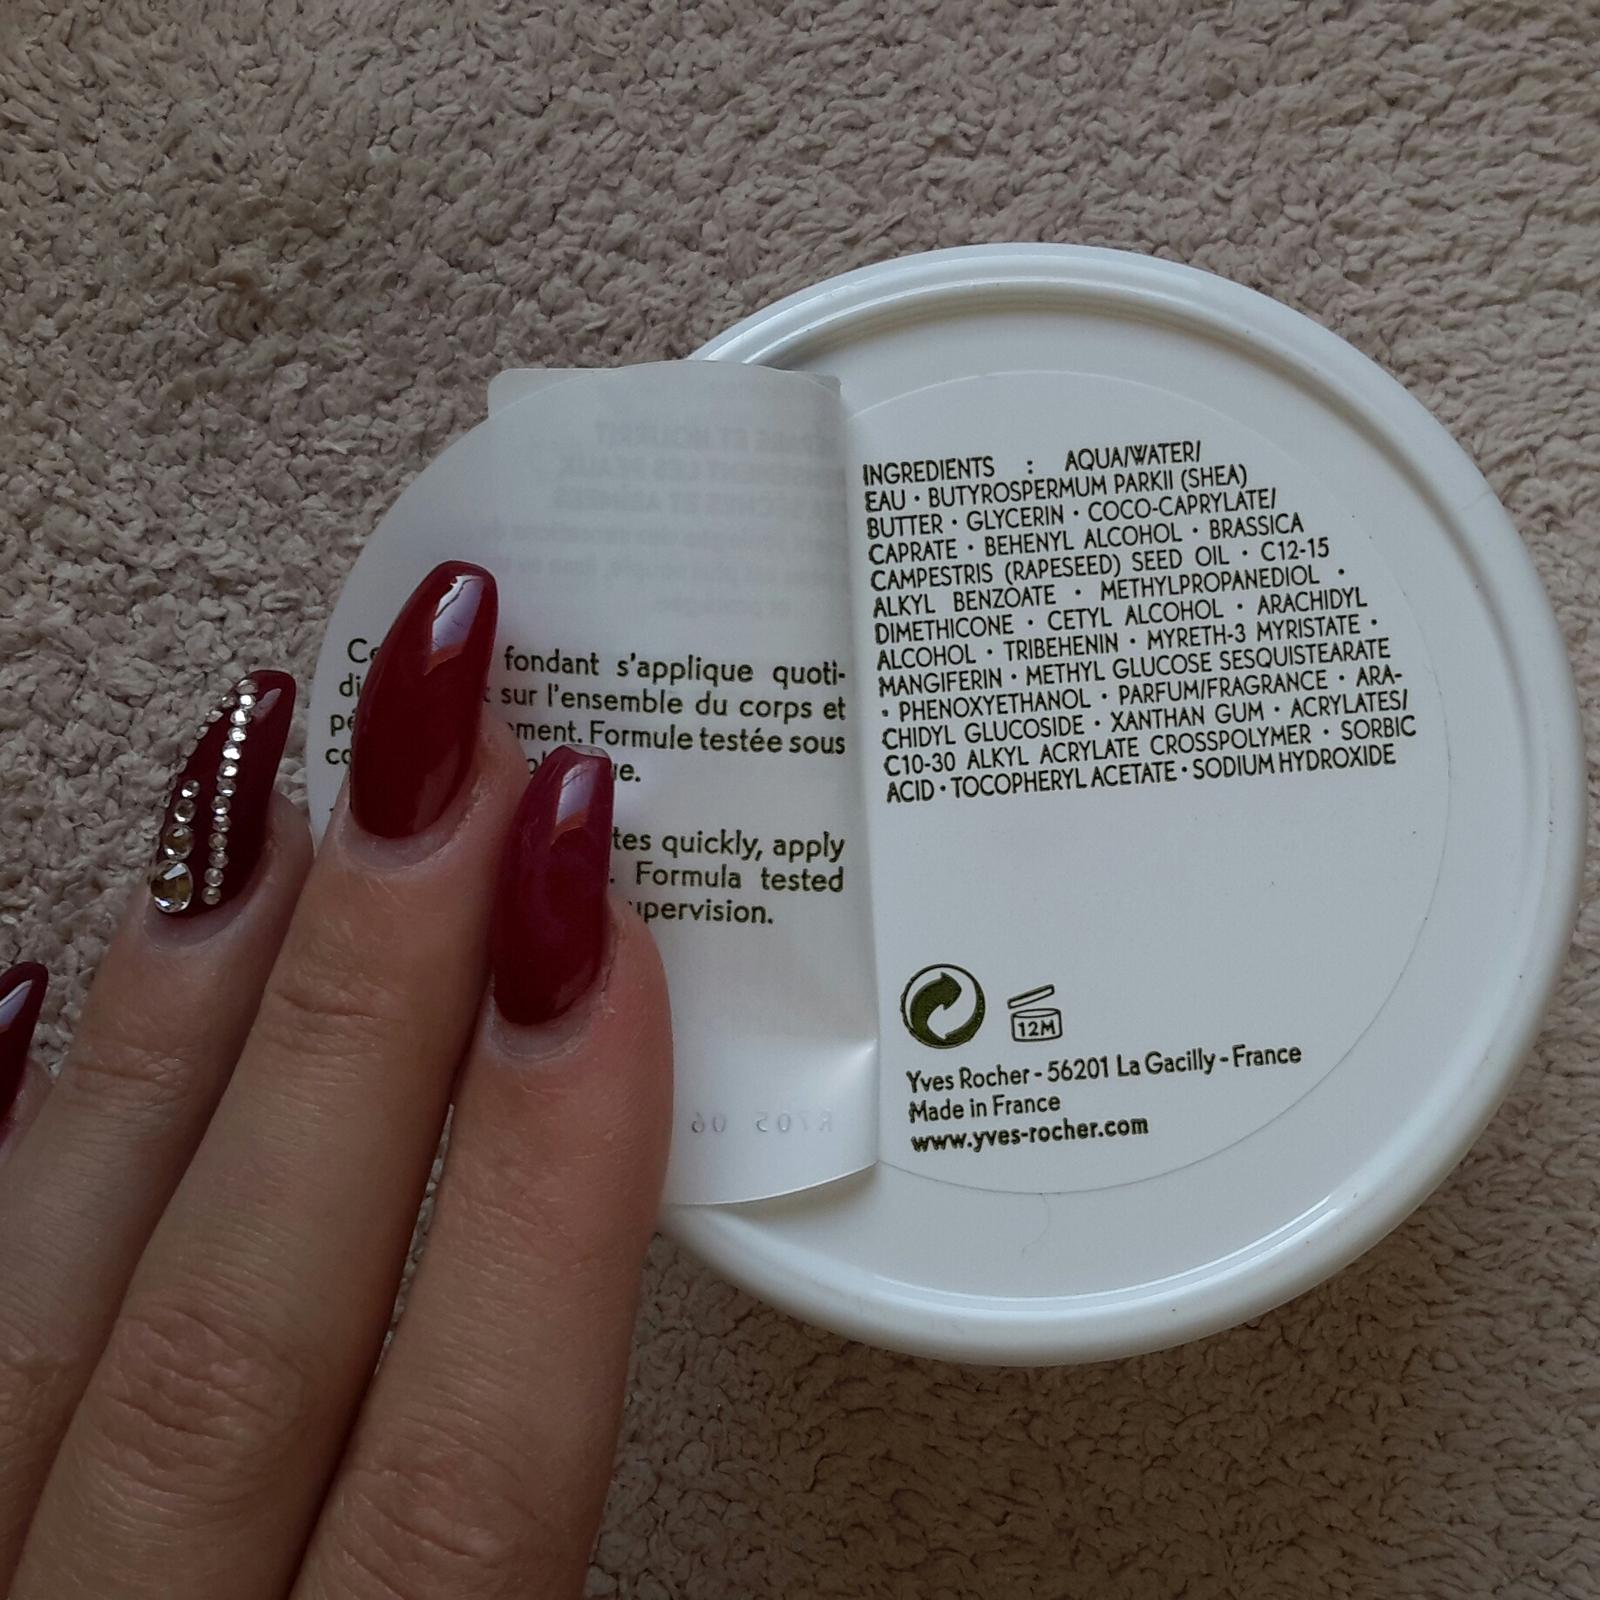 fondant s'applique quoti-
sur l'ensemble du corps et
Formule testée sous
quickly, apply
Formula tested
INGREDIENTS : AQUA/WATER/
EAU • BUTYROSPERMUM PARKII (SHEA)
BUTTER • GLYCERIN • COCO-CAPRYLATE/
CAPRATE • BEHENYL ALCOHOL • BRASSICA
CAMPESTRIS (RAPESEED) SEED OIL • C12-15
ALKYL BENZOATE • METHYLPROPANEDIOL •
DIMETHICONE • CETYL ALCOHOL • ARACHIDYL
ALCOHOL • TRIBEHENIN • MYRETH-3 MYRISTATE •
MANGIFERIN • METHYL GLUCOSE SESQUISTEARATE
• PHENOXYETHANOL • PARFUM/FRAGRANCE • ARA-
CHIDYL GLUCOSIDE • XANTHAN GUM • ACRYLATES/
C10-30 ALKYL ACRYLATE CROSSPOLYMER • SORBIC
ACID • TOCOPHERYL ACETATE • SODIUM HYDROXIDE
12M
Yves Rocher - 56201 La Gacilly - France
Made in France
www.yves-rocher.com